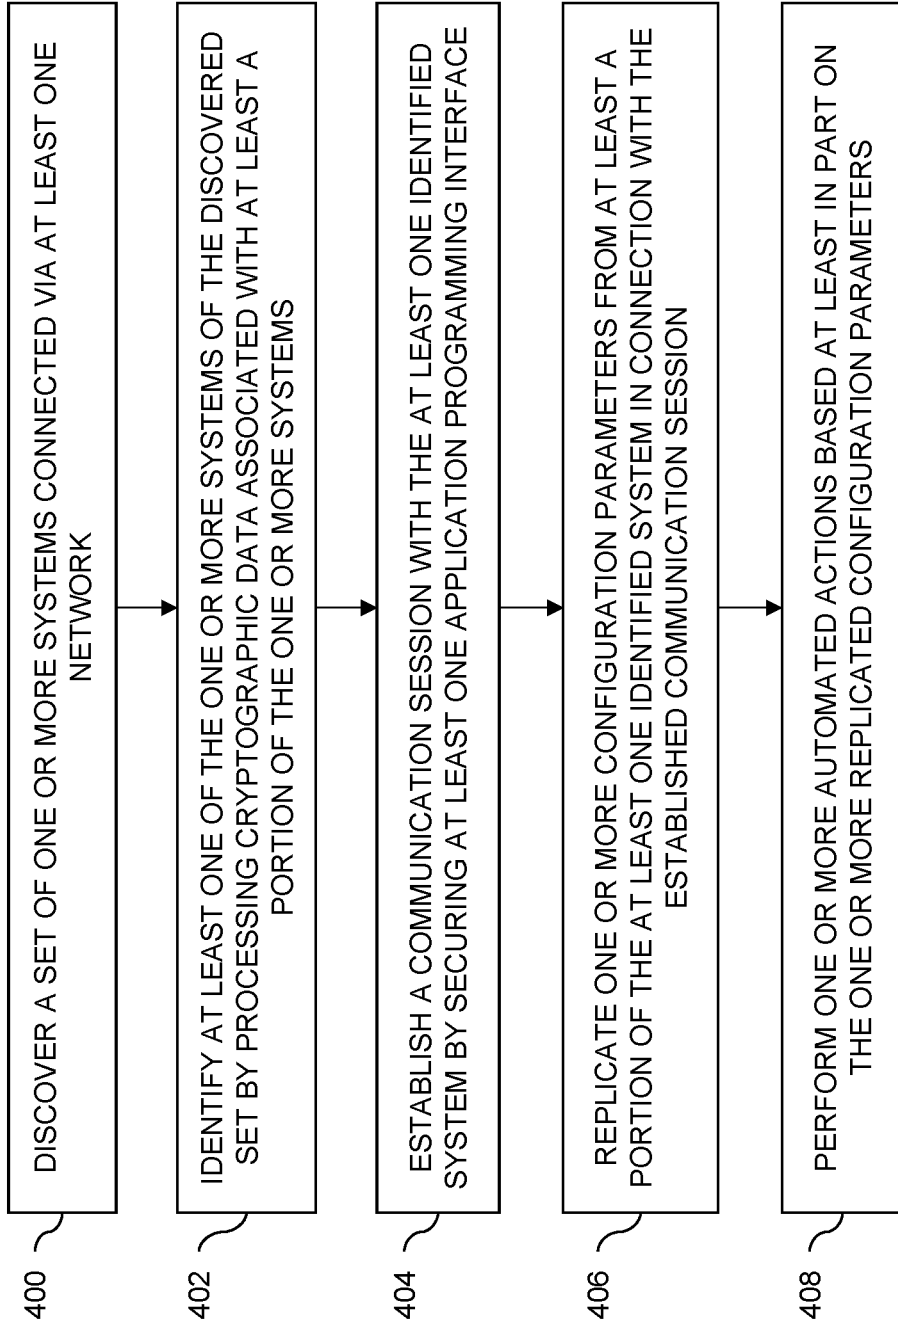 400
DISCOVER A SET OF ONE OR MORE SYSTEMS CONNECTED VIA AT LEAST ONE
NETWORK
402
IDENTIFY AT LEAST ONE OF THE ONE OR MORE SYSTEMS OF THE DISCOVERED
SET BY PROCESSING CRYPTOGRAPHIC DATA ASSOCIATED WITH AT LEAST A
PORTION OF THE ONE OR MORE SYSTEMS
404
ESTABLISH A COMMUNICATION SESSION WITH THE AT LEAST ONE IDENTIFIED
SYSTEM BY SECURING AT LEAST ONE APPLICATION PROGRAMMING INTERFACE
406
REPLICATE ONE OR MORE CONFIGURATION PARAMETERS FROM AT LEAST A
PORTION OF THE AT LEAST ONE IDENTIFIED SYSTEM IN CONNECTION WITH THE
ESTABLISHED COMMUNICATION SESSION
408
PERFORM ONE OR MORE AUTOMATED ACTIONS BASED AT LEAST IN PART ON
THE ONE OR MORE REPLICATED CONFIGURATION PARAMETERS